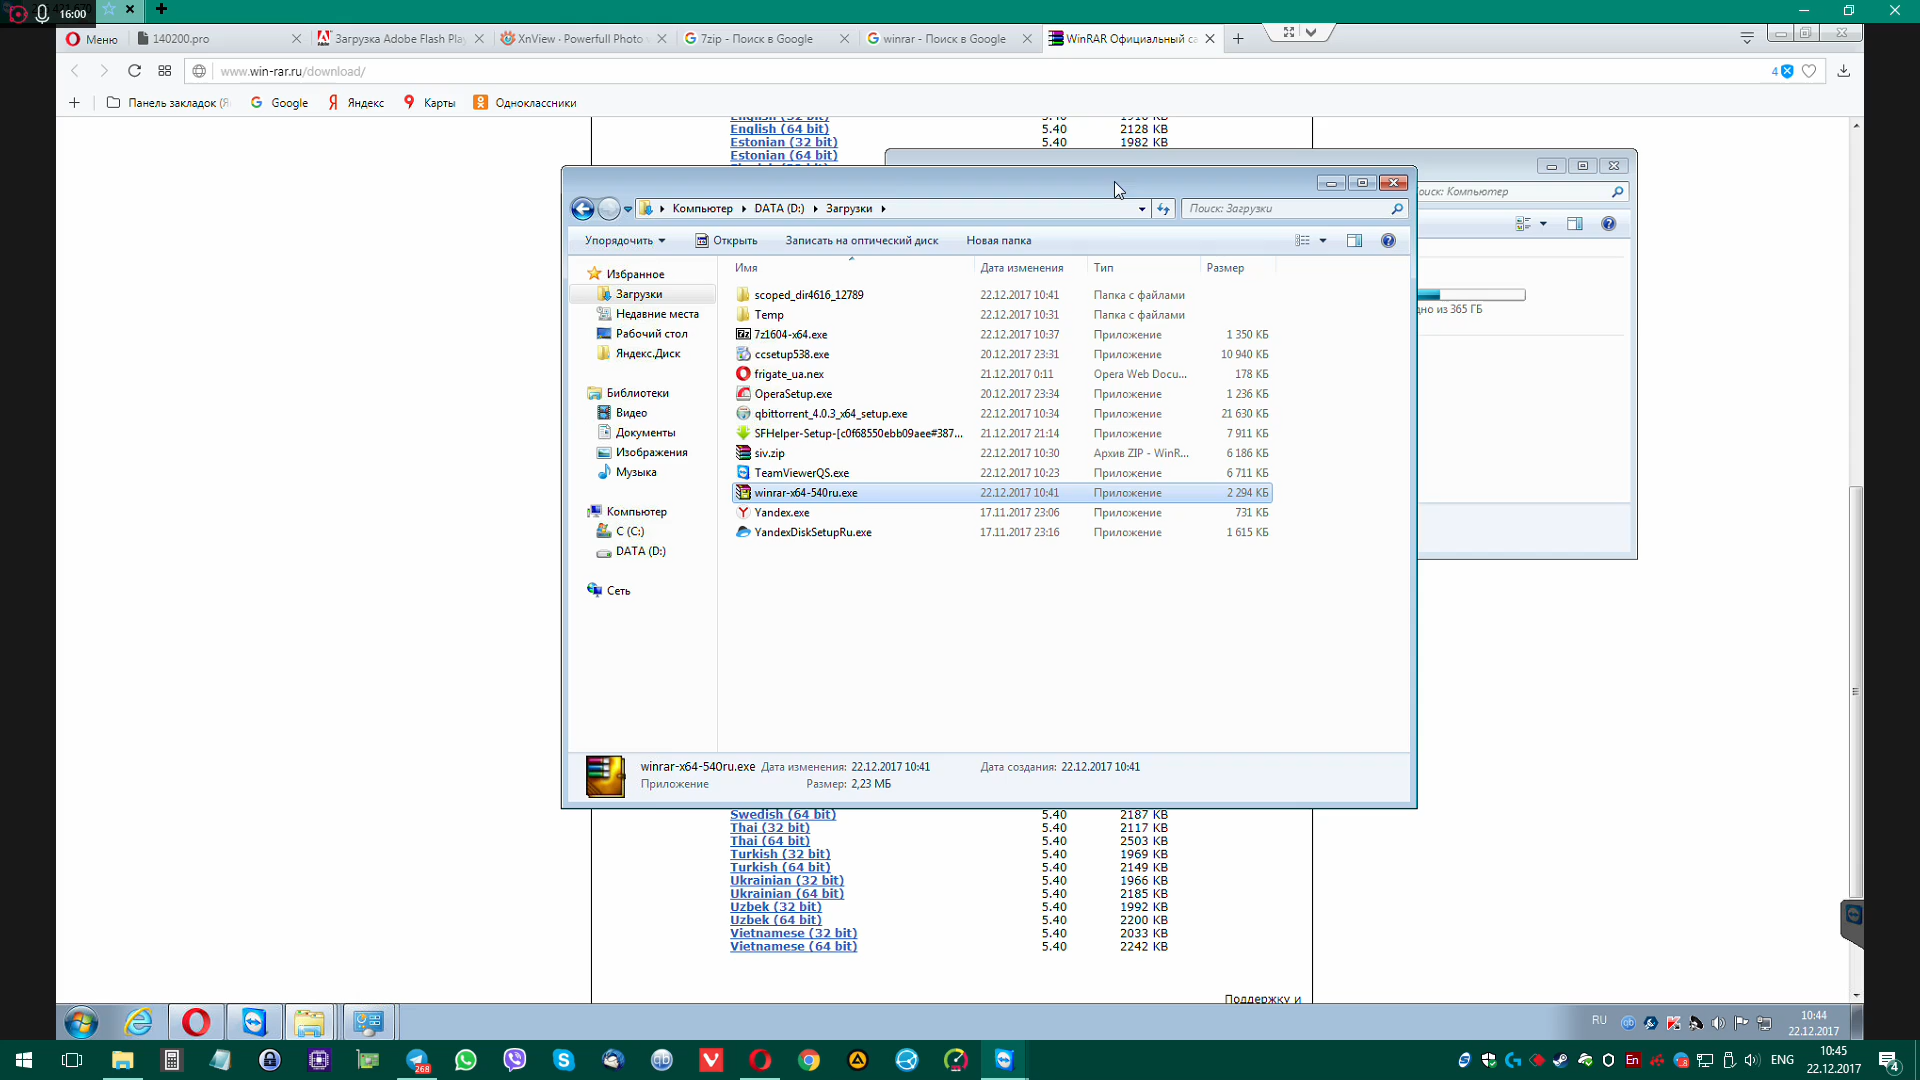 16:00
Меню
140200.pro
Загрузка Adobe Flash Play
XnView · Powerfull Photo v
7zip - Поиск в Google
winrar - Поиск в Google
WinRAR Официальный са
www.win-rar.ru/download/
4
Панель закладок (Я
Google
Яндекс
Карты
Одноклассники
English (32 bit) 5.40 1916 KB
English (64 bit) 5.40 2128 KB
Estonian (32 bit) 5.40 1982 KB
Estonian (64 bit)
оиск: Компьютер
Компьютер
DATA (D:)
Загрузки
Поиск: Загрузки
Упорядочить
Открыть
Записать на оптический диск
Новая папка
Имя Дата изменения Тип Размер
Избранное
Загрузки
Недавние места
Рабочий стол
Яндекс.Диск
Библиотеки
Видео
Документы
Изображения
Музыка
Компьютер
C (C:)
DATA (D:)
Сеть
scoped_dir4616_12789 22.12.2017 10:41 Папка с файлами
Temp 22.12.2017 10:31 Папка с файлами
7z1604-x64.exe 22.12.2017 10:37 Приложение 1 350 КБ
ccsetup538.exe 20.12.2017 23:31 Приложение 10 940 КБ
frigate_ua.nex 21.12.2017 0:11 Opera Web Docu... 178 КБ
OperaSetup.exe 20.12.2017 23:34 Приложение 1 236 КБ
qbittorrent_4.0.3_x64_setup.exe 22.12.2017 10:34 Приложение 21 630 КБ
SFHelper-Setup-[c0f68550ebb09aee#387... 21.12.2017 21:14 Приложение 7 911 КБ
siv.zip 22.12.2017 10:30 Архив ZIP - WinR... 6 186 КБ
TeamViewerQS.exe 22.12.2017 10:23 Приложение 6 711 КБ
winrar-x64-540ru.exe 22.12.2017 10:41 Приложение 2 294 КБ
Yandex.exe 17.11.2017 23:06 Приложение 731 КБ
YandexDiskSetupRu.exe 17.11.2017 23:16 Приложение 1 615 КБ
но из 365 ГБ
winrar-x64-540ru.exe Дата изменения: 22.12.2017 10:41 Дата создания: 22.12.2017 10:41
Приложение Размер: 2,23 МБ
Swedish (64 bit) 5.40 2187 KB
Thai (32 bit) 5.40 2117 KB
Thai (64 bit) 5.40 2503 KB
Turkish (32 bit) 5.40 1969 KB
Turkish (64 bit) 5.40 2149 KB
Ukrainian (32 bit) 5.40 1966 KB
Ukrainian (64 bit) 5.40 2185 KB
Uzbek (32 bit) 5.40 1992 KB
Uzbek (64 bit) 5.40 2200 KB
Vietnamese (32 bit) 5.40 2033 KB
Vietnamese (64 bit) 5.40 2242 KB
Поддержку и
RU
10:44
22.12.2017
268
En
ENG
10:45
22.12.2017
4